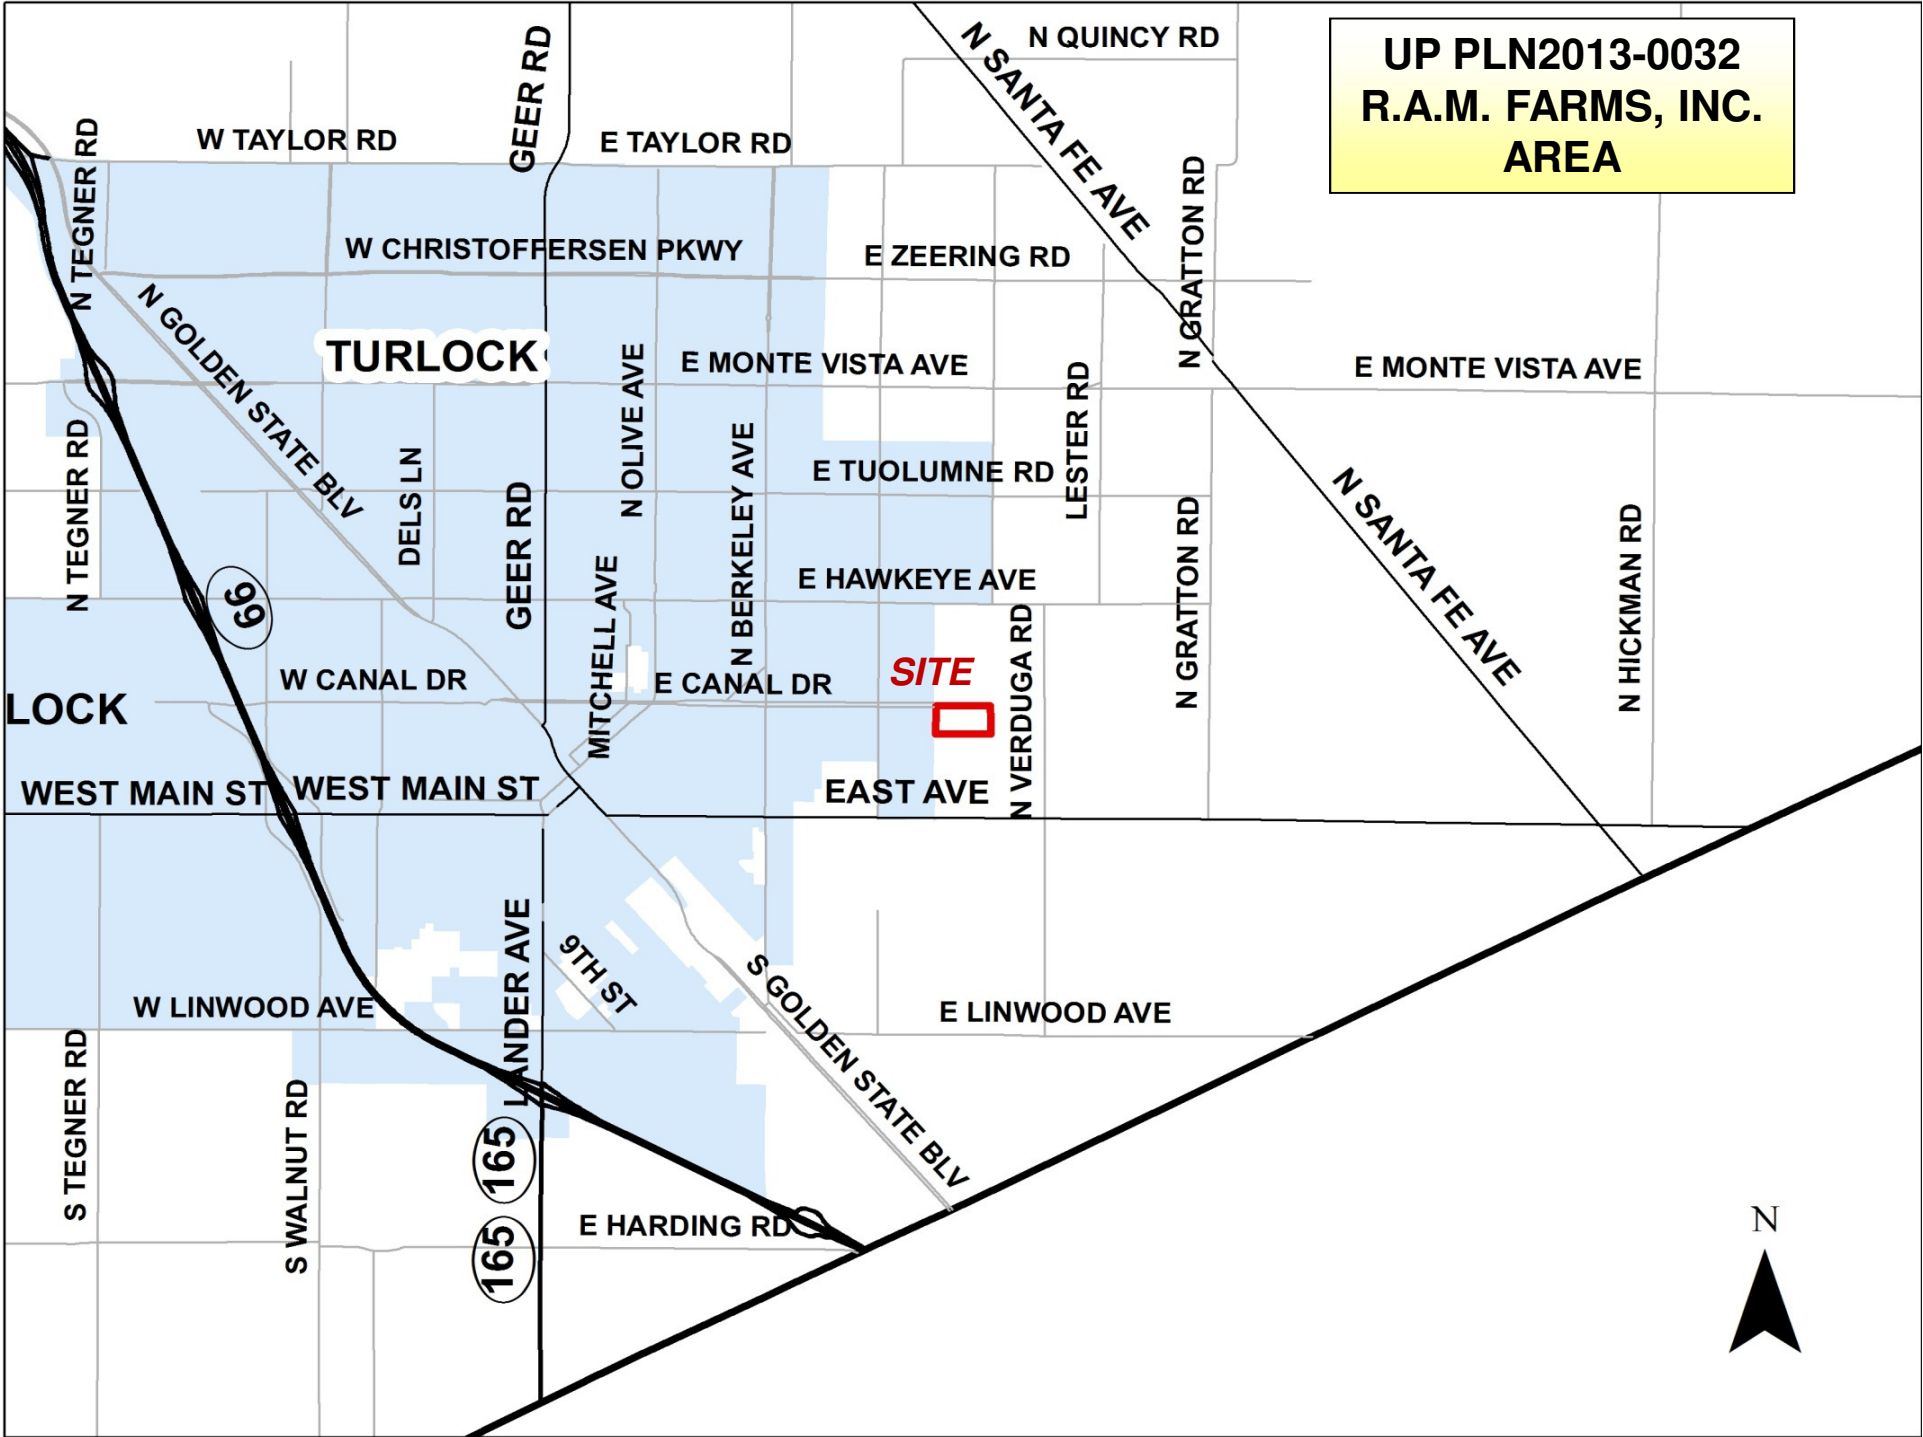 N QUINCY RD
UP PLN2013-0032
R.A.M. FARMS, INC.
AREA
GEER RD
N SANTA FE AVE
N TEGNER RD
W TAYLOR RD
E TAYLOR RD
N GRATTON RD
W CHRISTOFFERSEN PKWY
E ZEERING RD
N GOLDEN STATE BLV
TURLOCK
N OLIVE AVE
E MONTE VISTA AVE
LESTER RD
E MONTE VISTA AVE
N TEGNER RD
DELS LN
GEER RD
N BERKELEY AVE
E TUOLUMNE RD
N SANTA FE AVE
N GRATTON RD
N HICKMAN RD
99
MITCHELL AVE
E HAWKEYE AVE
N VERDUGA RD
W CANAL DR
E CANAL DR
SITE
LOCK
WEST MAIN ST
WEST MAIN ST
EAST AVE
LANDER AVE
9TH ST
S GOLDEN STATE BLV
W LINWOOD AVE
E LINWOOD AVE
S TEGNER RD
S WALNUT RD
165
165
E HARDING RD
N